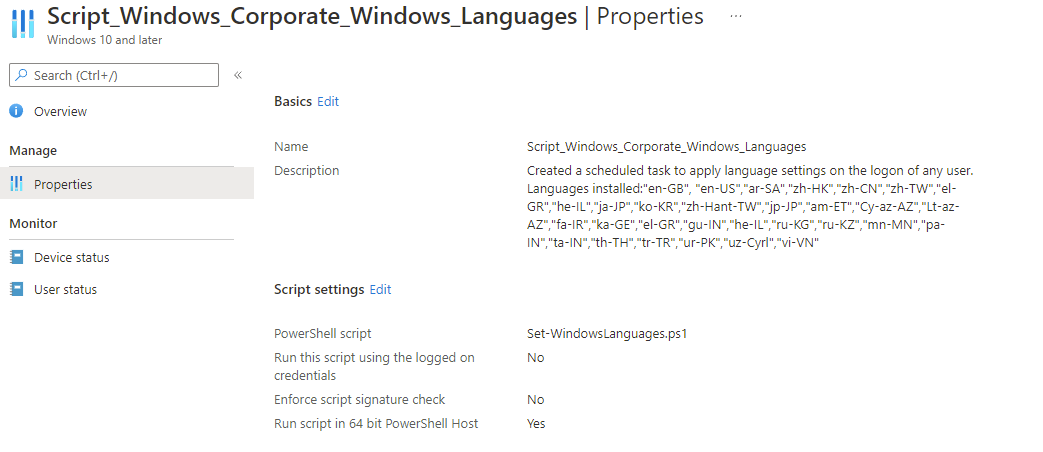 Script_Windows_Corporate_Windows_Languages | Properties ...
Windows 10 and later
Search (Ctrl+/)
«
Overview
Manage
Properties
Monitor
Device status
User status
Basics Edit
Name Script_Windows_Corporate_Windows_Languages
Description Created a scheduled task to apply language settings on the logon of any user.
Languages installed:"en-GB", "en-US","ar-SA","zh-HK","zh-CN","zh-TW","el-
GR","he-IL","ja-JP","ko-KR","zh-Hant-TW","jp-JP","am-ET","Cy-az-AZ","Lt-az-
AZ","fa-IR","ka-GE","el-GR","gu-IN","he-IL","ru-KG","ru-KZ","mn-MN","pa-
IN","ta-IN","th-TH","tr-TR","ur-PK","uz-Cyrl","vi-VN"
Script settings Edit
PowerShell script Set-WindowsLanguages.ps1
Run this script using the logged on No
credentials
Enforce script signature check No
Run script in 64 bit PowerShell Host Yes